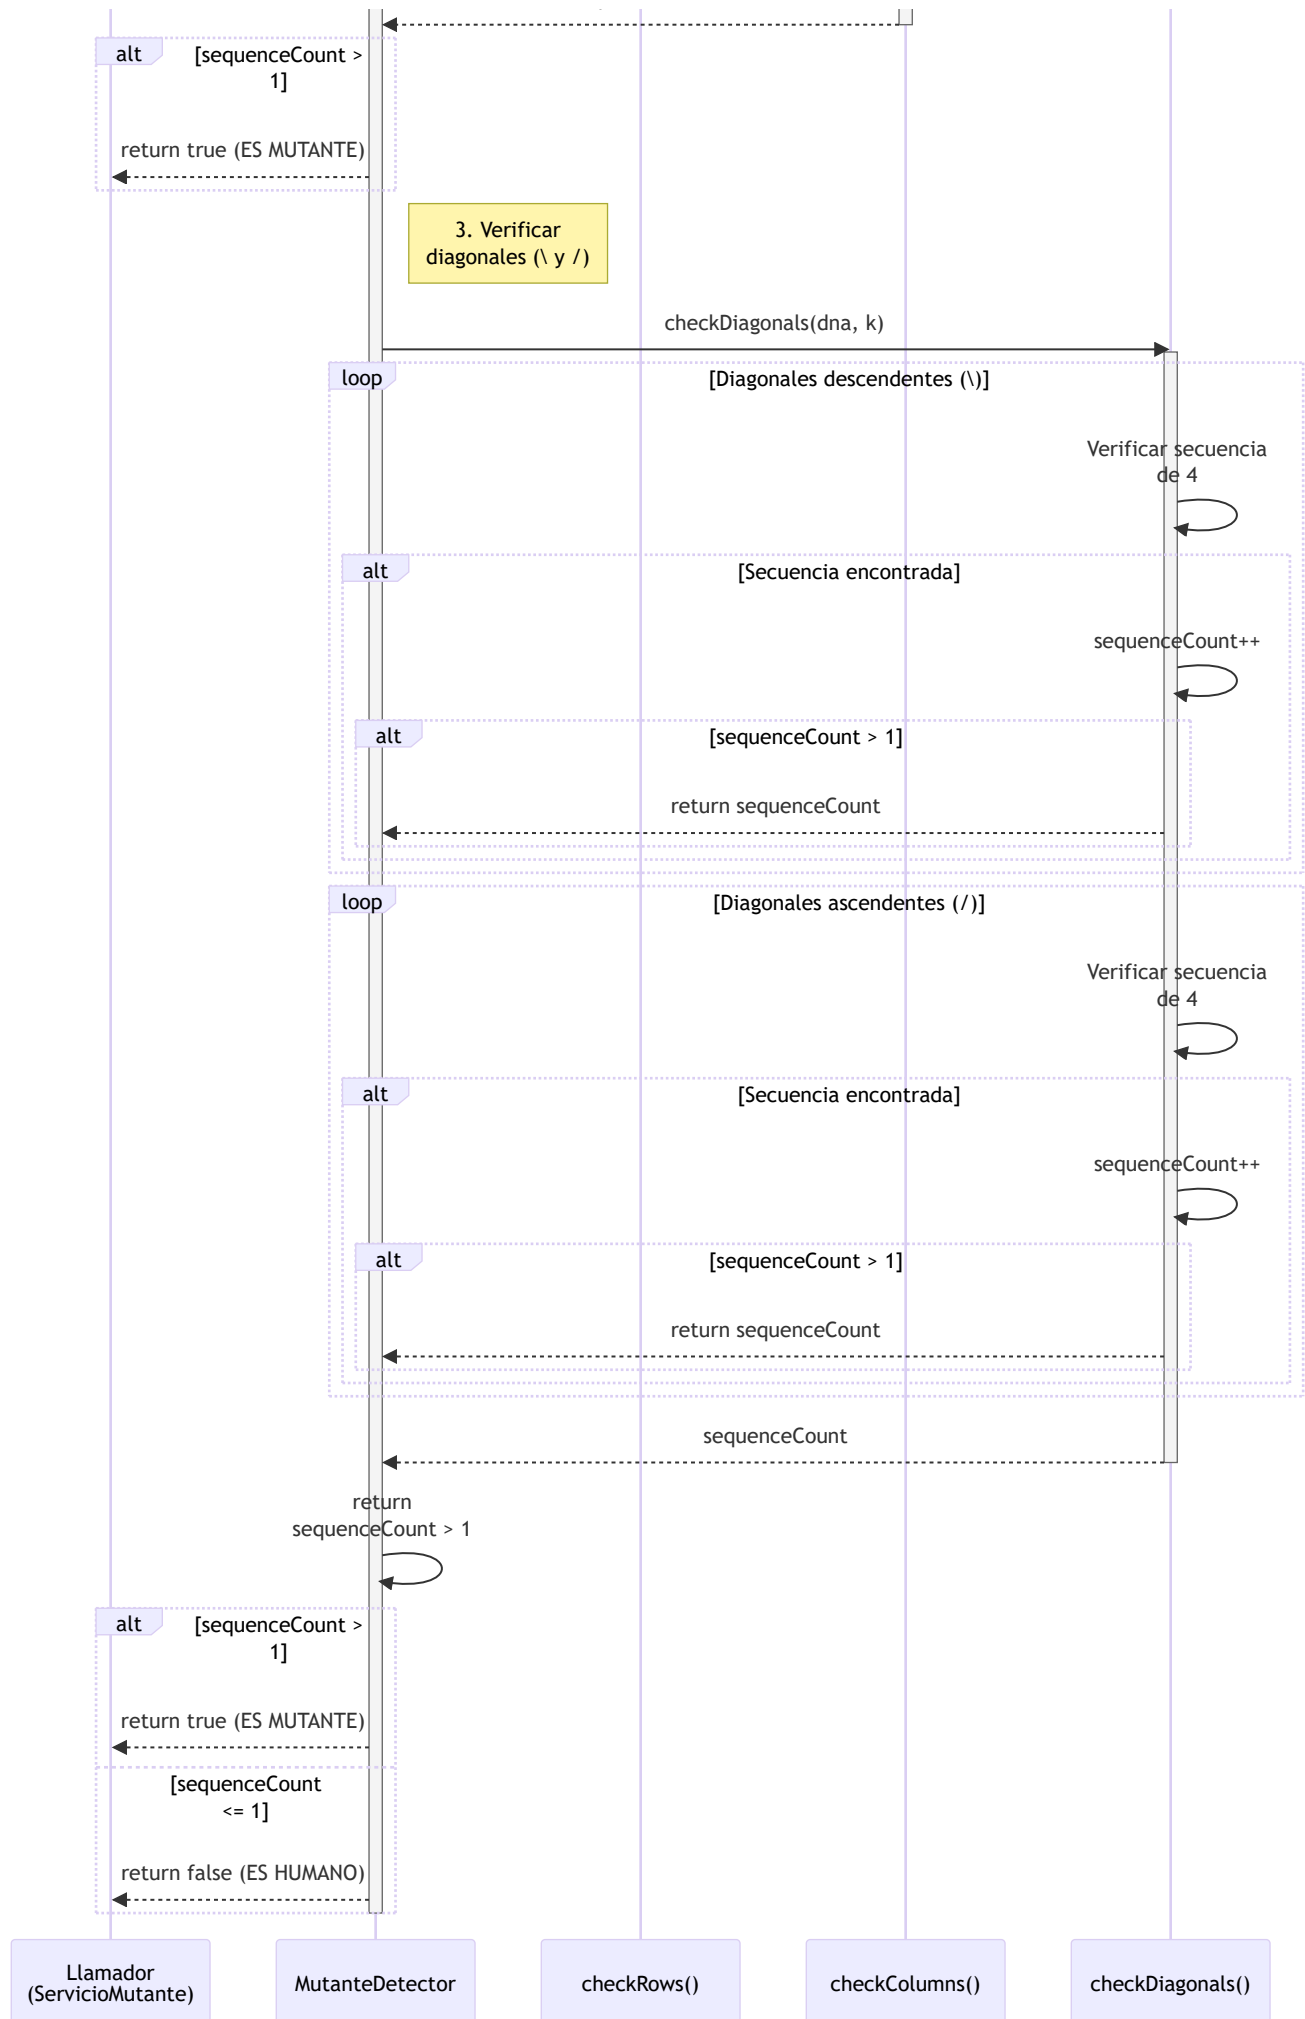 alt
[sequenceCount >
1]
return true (ES MUTANTE)
3. Verificar
diagonales (\ y /)
checkDiagonals(dna, k)
loop
[Diagonales descendentes (\)]
Verificar secuencia
de 4
alt
[Secuencia encontrada]
sequenceCount++
alt
[sequenceCount > 1]
return sequenceCount
loop
[Diagonales ascendentes (/)]
Verificar secuencia
de 4
alt
[Secuencia encontrada]
sequenceCount++
alt
[sequenceCount > 1]
return sequenceCount
sequenceCount
return
sequenceCount > 1
alt
[sequenceCount >
1]
return true (ES MUTANTE)
[sequenceCount
<= 1]
return false (ES HUMANO)
Llamador
(ServicioMutante)
MutanteDetector
checkRows()
checkColumns()
checkDiagonals()